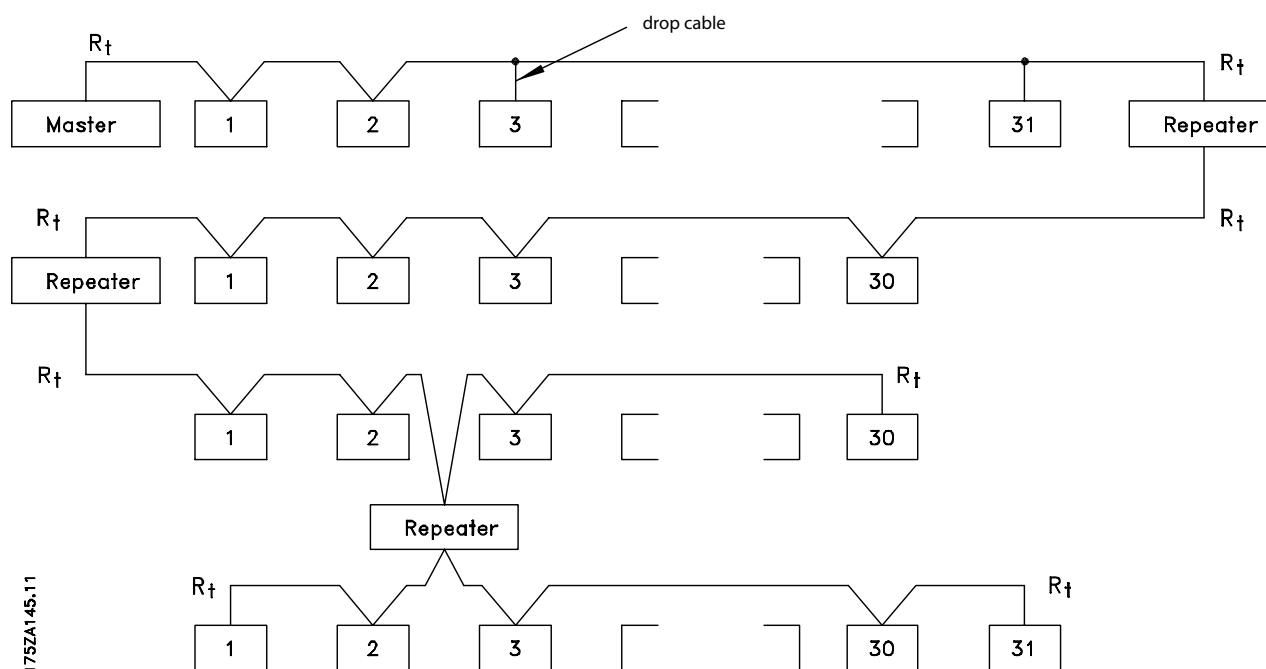 drop cable
Rt Rt
Master 1 2 3 31 Repeater
Rt Rt
Repeater 1 2 3 30
Rt Rt
1 2 3 30
Repeater
Rt Rt
1 2 3 30 31
175ZA145.11